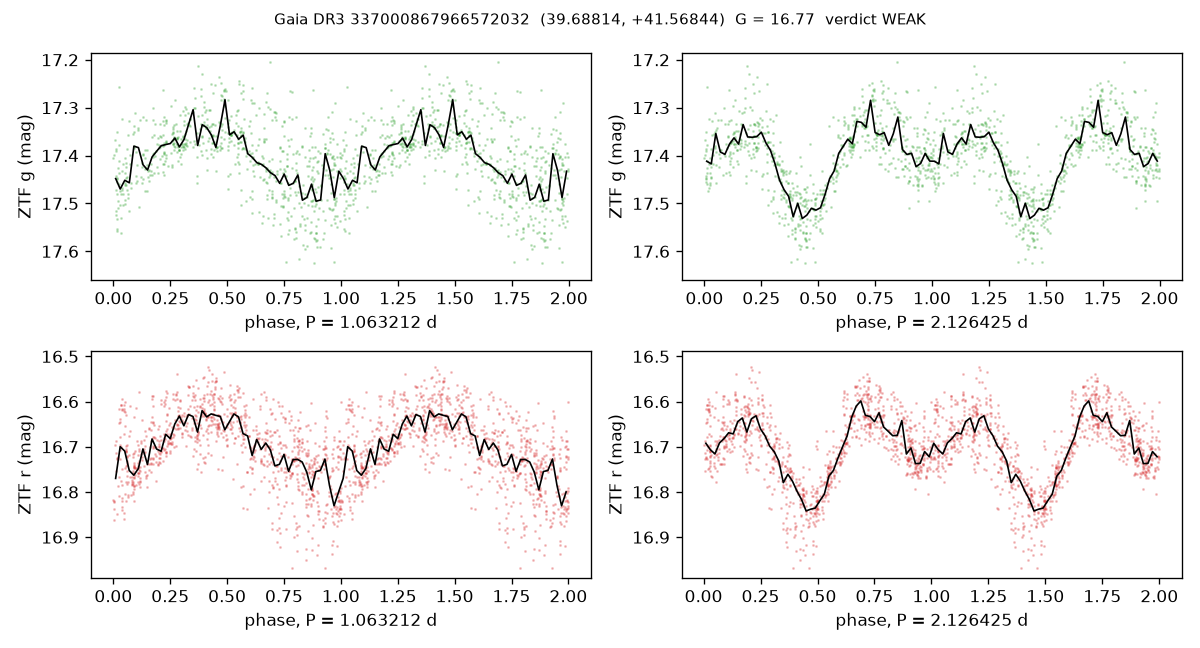 Gaia DR3 337000867966572032 (39.68814, +41.56844) G = 16.77 verdict WEAK
ZTF g (mag)
17.2
17.3
17.4
17.5
17.6
0.00 0.25 0.50 0.75 1.00 1.25 1.50 1.75 2.00
phase, P = 1.063212 d
ZTF g (mag)
17.2
17.3
17.4
17.5
17.6
0.00 0.25 0.50 0.75 1.00 1.25 1.50 1.75 2.00
phase, P = 2.126425 d
ZTF r (mag)
16.5
16.6
16.7
16.8
16.9
0.00 0.25 0.50 0.75 1.00 1.25 1.50 1.75 2.00
phase, P = 1.063212 d
ZTF r (mag)
16.5
16.6
16.7
16.8
16.9
0.00 0.25 0.50 0.75 1.00 1.25 1.50 1.75 2.00
phase, P = 2.126425 d